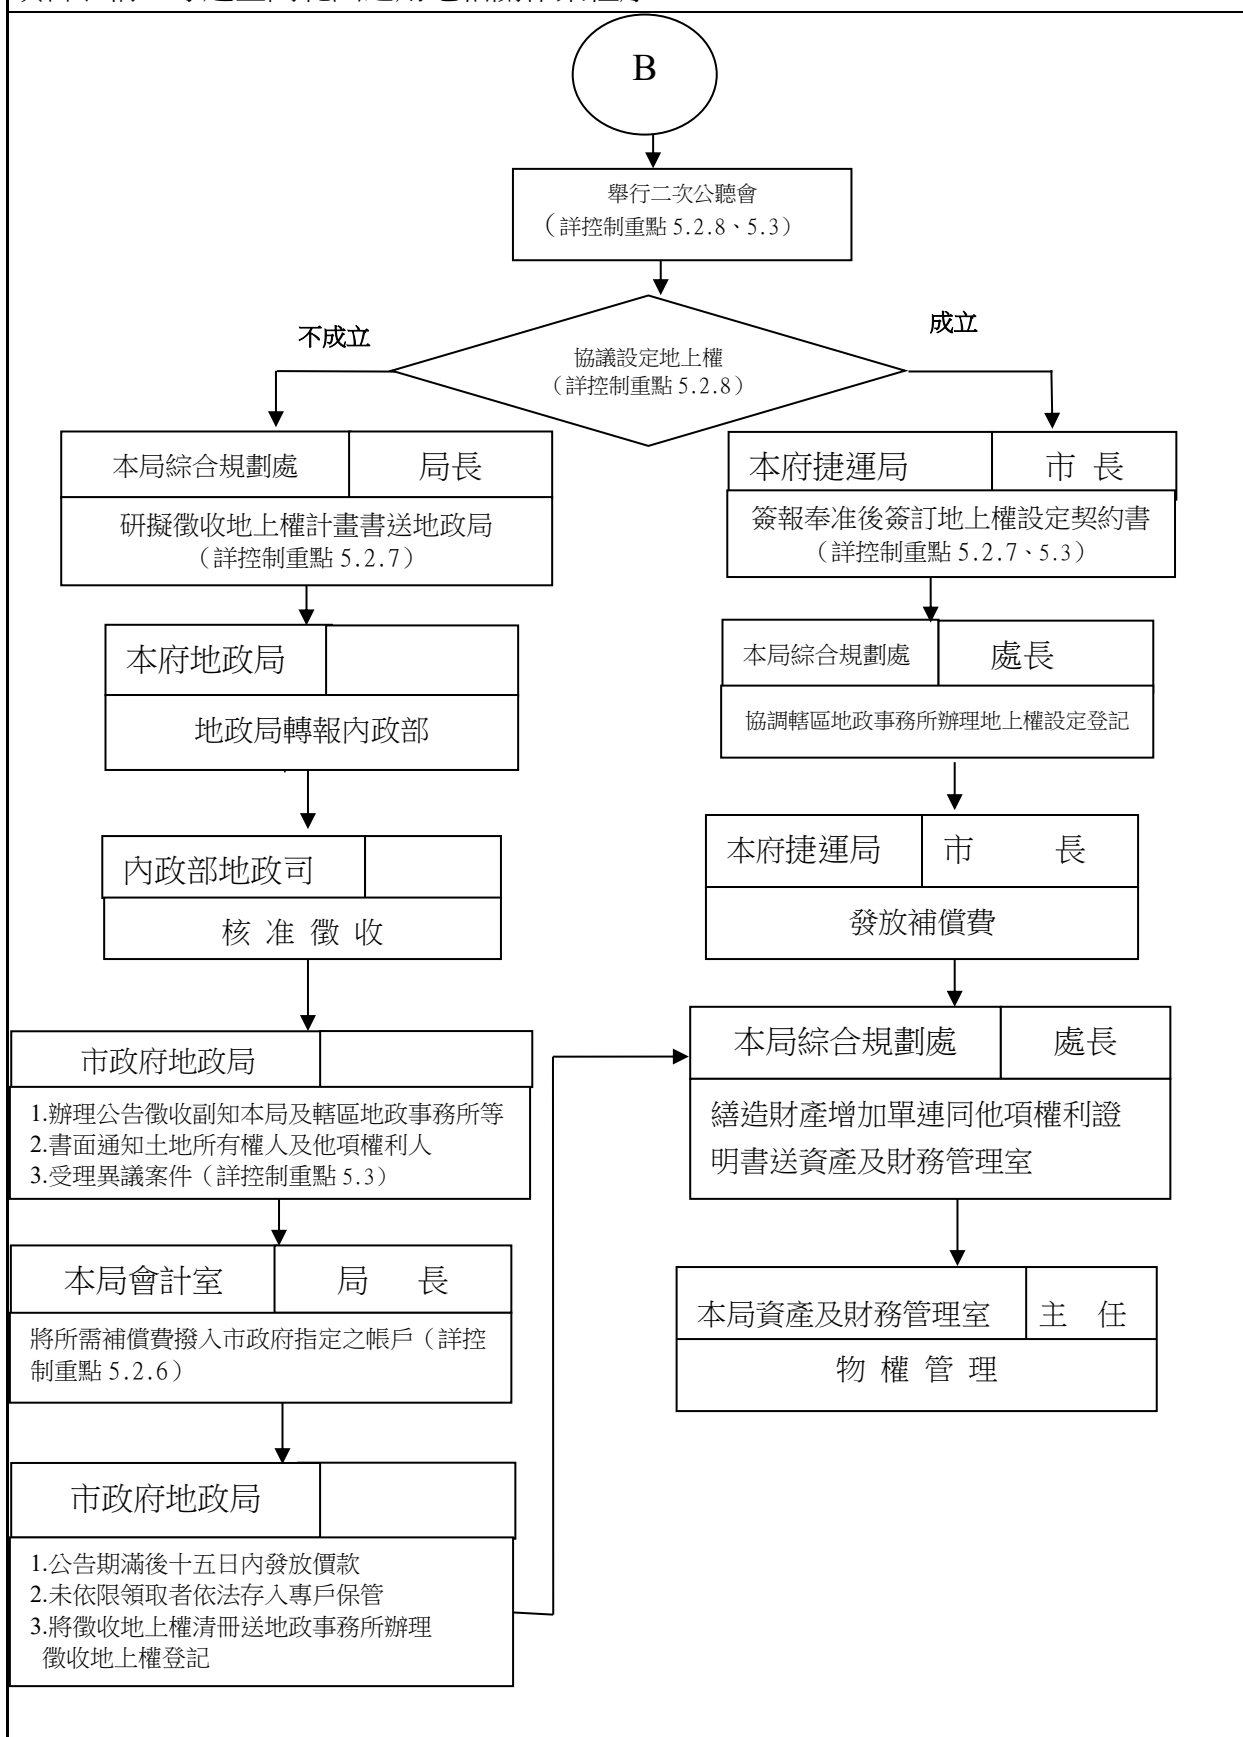 B
舉行二次公聽會
（詳控制重點 5.2.8、5.3）
不成立
成立
協議設定地上權
（詳控制重點 5.2.8）
本局綜合規劃處
局長
研擬徵收地上權計畫書送地政局
（詳控制重點 5.2.7）
本府捷運局
市 長
簽報奉准後簽訂地上權設定契約書
（詳控制重點 5.2.7、5.3）
本府地政局
地政局轉報內政部
本局綜合規劃處
處長
協調轄區地政事務所辦理地上權設定登記
內政部地政司
核 准 徵 收
本府捷運局
市 長
發放補償費
市政府地政局
1.辦理公告徵收副知本局及轄區地政事務所等
2.書面通知土地所有權人及他項權利人
3.受理異議案件（詳控制重點 5.3）
本局綜合規劃處
處長
繕造財產增加單連同他項權利證
明書送資產及財務管理室
本局會計室
局 長
將所需補償費撥入市政府指定之帳戶（詳控
制重點 5.2.6）
本局資產及財務管理室
主 任
物 權 管 理
市政府地政局
1.公告期滿後十五日內發放價款
2.未依限領取者依法存入專戶保管
3.將徵收地上權清冊送地政事務所辦理
徵收地上權登記